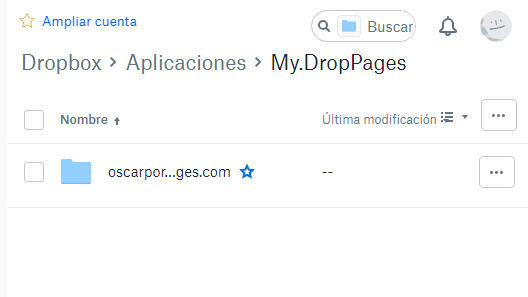 Ampliar cuenta
Buscar
Dropbox > Aplicaciones > My.DropPages
Nombre ↑ Última modificación
oscarpor...ges.com --